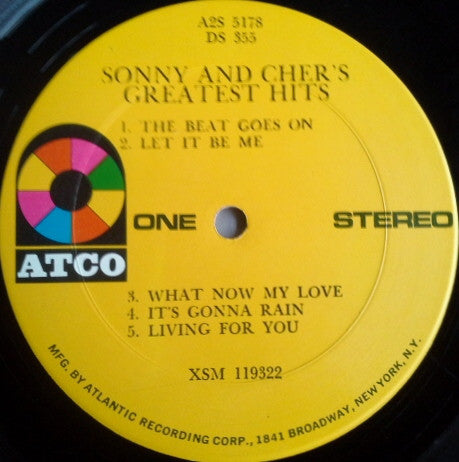 A2S 5178
DS 355
SONNY AND CHER'S
GREATEST HITS
1. THE BEAT GOES ON
2. LET IT BE ME
ATCO
ONE
STEREO
3. WHAT NOW MY LOVE
4. IT'S GONNA RAIN
5. LIVING FOR YOU
XSM 119322
MFG. BY ATLANTIC RECORDING CORP., 1841 BROADWAY, NEW YORK, N.Y.